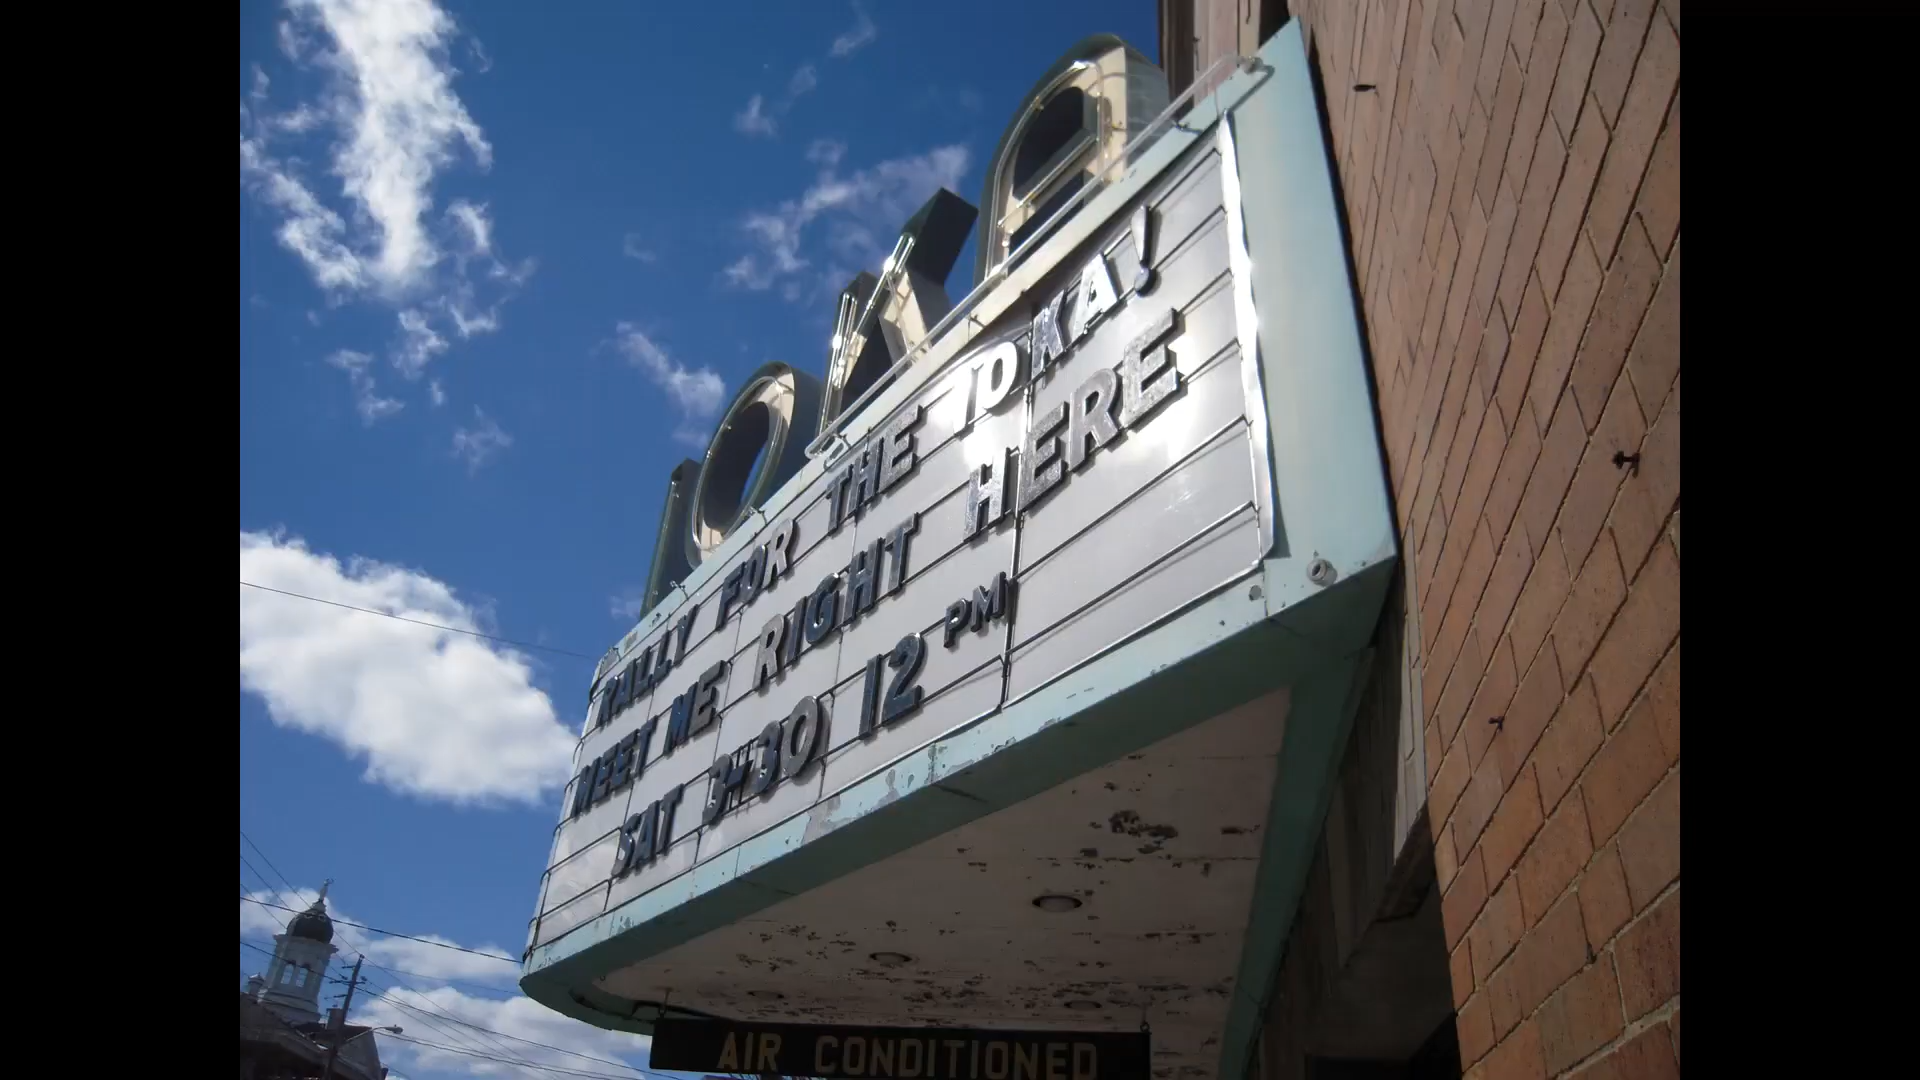 IOKA
RALLY FOR THE IOKA!
MEET ME RIGHT HERE
SAT 3-30 12 PM
AIR CONDITIONED